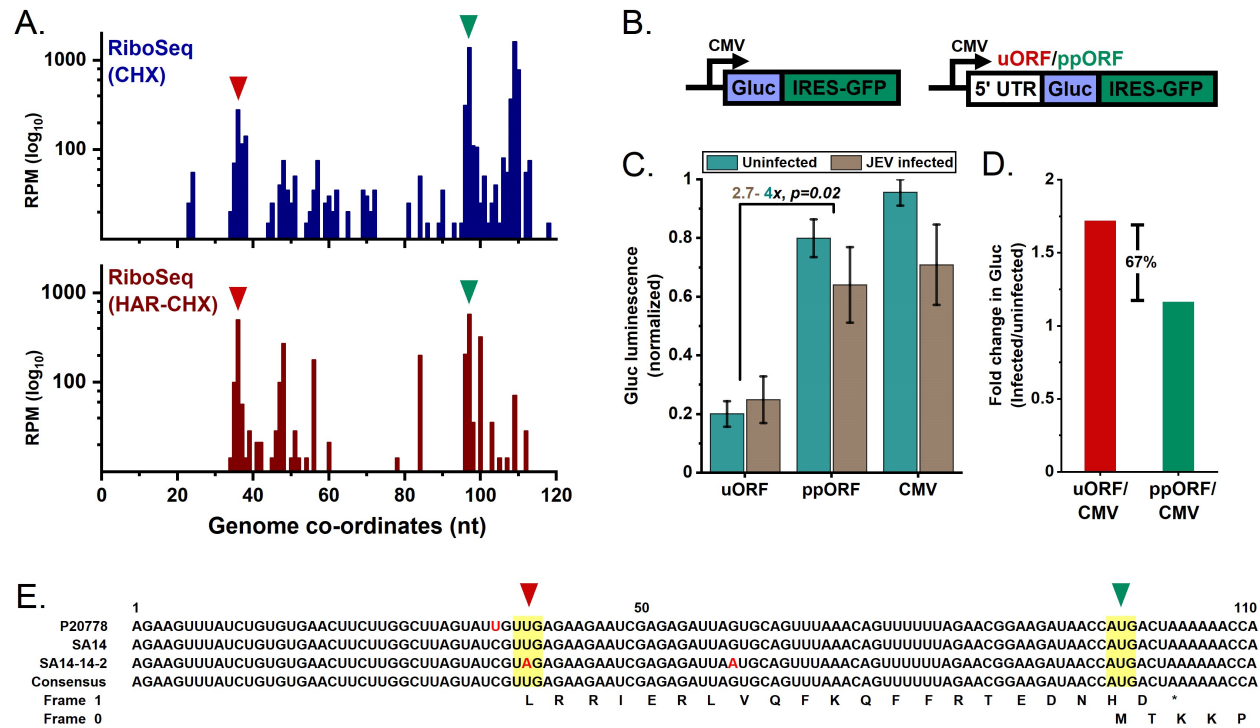 A.
RiboSeq
(CHX)
1000
100
RPM (log10)
RiboSeq
(HAR-CHX)
1000
100
RPM (log10)
0 20 40 60 80 100 120
Genome co-ordinates (nt)
B.
CMV
Gluc IRES-GFP
CMV uORF/ppORF
5' UTR Gluc IRES-GFP
C.
Uninfected JEV infected
2.7- 4x, p=0.02
1
0.8
0.6
0.4
0.2
0
Gluc luminescence
(normalized)
uORF ppORF CMV
D.
2
1.5
1
0.5
0
67%
Fold change in Gluc
(Infected/uninfected)
uORF/
CMV
ppORF/
CMV
E.
1 50 110
P20778 AGAAGUUUAUCUGUGUGAACUUCUUGGCUUAGUAUUGUUGAGAAGAAUCGAGAGAUUAGUGCAGUUUAAACAGUUUUUUAGAACGGAAGAUAACCAUGACUAAAAAACCA
SA14 AGAAGUUUAUCUGUGUGAACUUCUUGGCUUAGUAUCGUUGAGAAGAAUCGAGAGAUUAGUGCAGUUUAAACAGUUUUUUAGAACGGAAGAUAACCAUGACUAAAAAACCA
SA14-14-2 AGAAGUUUAUCUGUGUGAACUUCUUGGCUUAGUAUCGUAGAGAAGAAUCGAGAGAUUAAUGCAGUUUAAACAGUUUUUUAGAACGGAAGAUAACCAUGACUAAAAAACCA
Consensus AGAAGUUUAUCUGUGUGAACUUCUUGGCUUAGUAUCGUUGAGAAGAAUCGAGAGAUUAGUGCAGUUUAAACAGUUUUUUAGAACGGAAGAUAACCAUGACUAAAAAACCA
Frame 1 L R R I E R L V Q F K Q F F R T E D N H D *
Frame 0 M T K K P